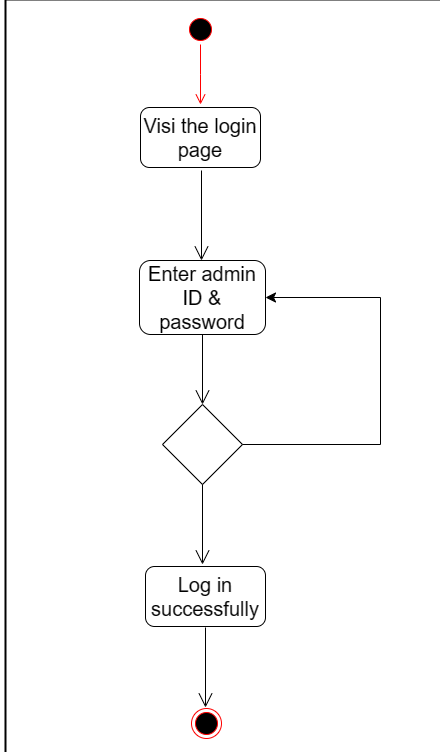 Visi the login
page
Enter admin
ID &
password
Log in
successfully